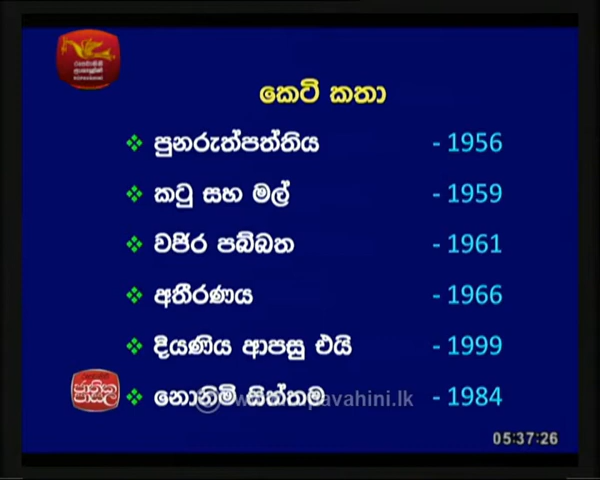 කෙටි කතා
❖ පුනරුත්පත්තිය - 1956
❖ කටු සහ මල් - 1959
❖ වජිර පබ්බත - 1961
❖ අතීරණය - 1966
❖ දියණිය ආපසු එයි - 1999
ජාතික
පාසල
❖ නොනිමි සිත්තම - 1984
05:37:26